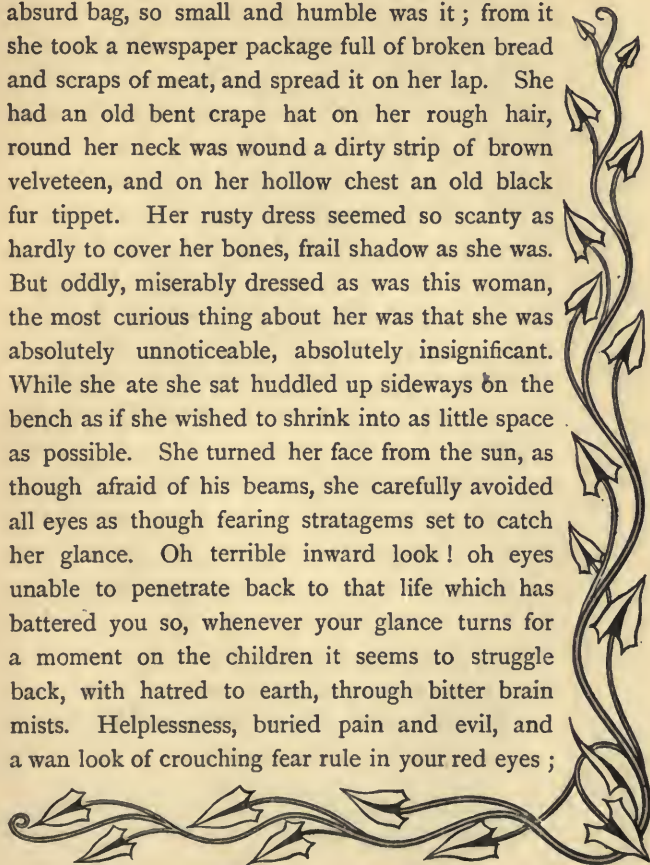 absurd bag, so small and humble was it ; from it
she took a newspaper package full of broken bread
and scraps of meat, and spread it on her lap. She
had an old bent crape hat on her rough hair,
round her neck was wound a dirty strip of brown
velveteen, and on her hollow chest an old black
fur tippet. Her rusty dress seemed so scanty as
hardly to cover her bones, frail shadow as she was.
But oddly, miserably dressed as was this woman,
the most curious thing about her was that she was
absolutely unnoticeable, absolutely insignificant.
While she ate she sat huddled up sideways on the
bench as if she wished to shrink into as little space
as possible. She turned her face from the sun, as
though afraid of his beams, she carefully avoided
all eyes as though fearing stratagems set to catch
her glance. Oh terrible inward look ! oh eyes
unable to penetrate back to that life which has
battered you so, whenever your glance turns for
a moment on the children it seems to struggle
back, with hatred to earth, through bitter brain
mists. Helplessness, buried pain and evil, and
a wan look of crouching fear rule in your red eyes ;